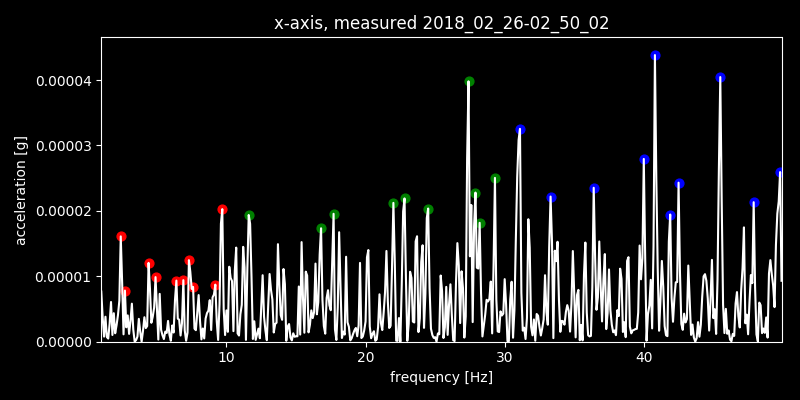 x-axis, measured 2018_02_26-02_50_02
0.00004
0.00003
0.00002
0.00001
0.00000
acceleration [g]
10 20 30 40
frequency [Hz]